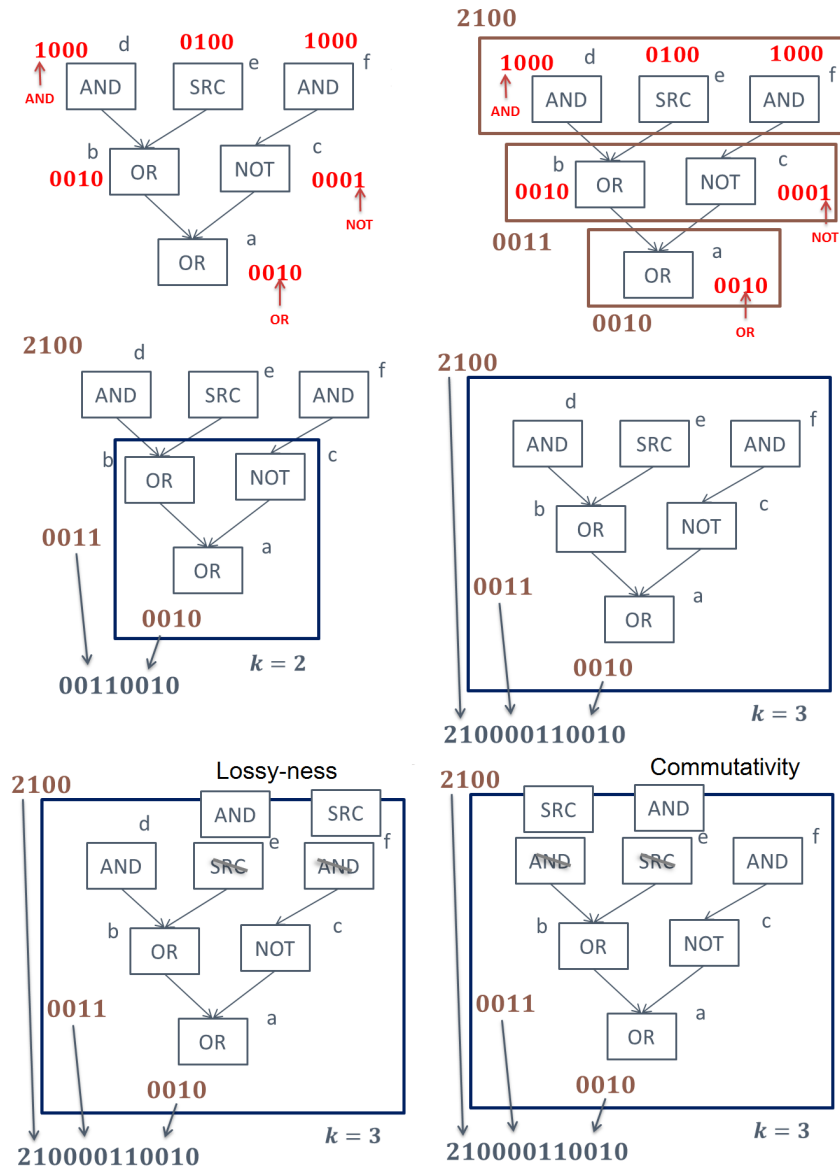 d
1000 0100 1000
e f
AND SRC AND
AND
b c
0010 OR NOT 0001
NOT
a
OR 0010
OR
2100
d
1000 0100 1000
e f
AND SRC AND
AND
b c
0010 OR NOT 0001
NOT
0011
a
OR 0010
0010 OR
2100
d e f
AND SRC AND
b c
OR NOT
0011
a
OR
0010
k = 2
00110010
2100
d e f
AND SRC AND
b c
OR NOT
0011
a
OR
0010
k = 3
210000110010
Lossy-ness
2100
AND SRC
d e f
AND SRC AND
b c
OR NOT
0011
a
OR
0010
k = 3
210000110010
Commutativity
2100
SRC AND
e f
AND SRC AND
b c
OR NOT
0011
a
OR
0010
k = 3
210000110010